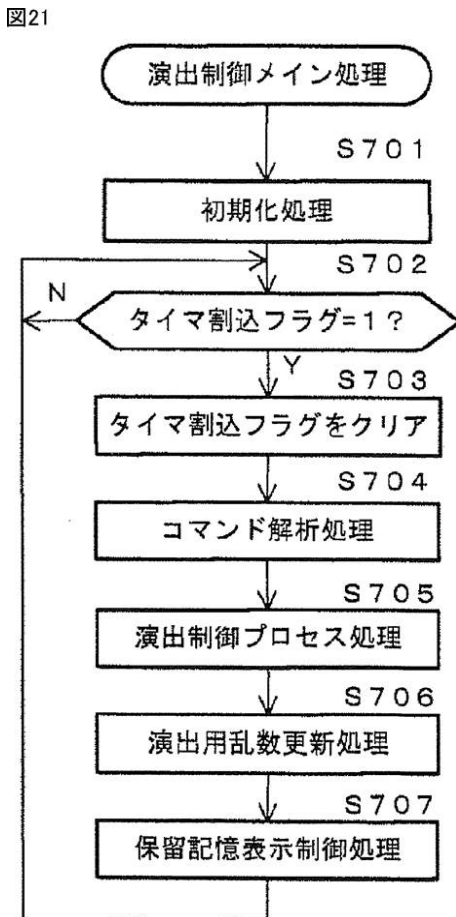 図21
演出制御メイン処理
S701
初期化処理
S702
N
タイマ割込フラグ=1?
Y
S703
タイマ割込フラグをクリア
S704
コマンド解析処理
S705
演出制御プロセス処理
S706
演出用乱数更新処理
S707
保留記憶表示制御処理